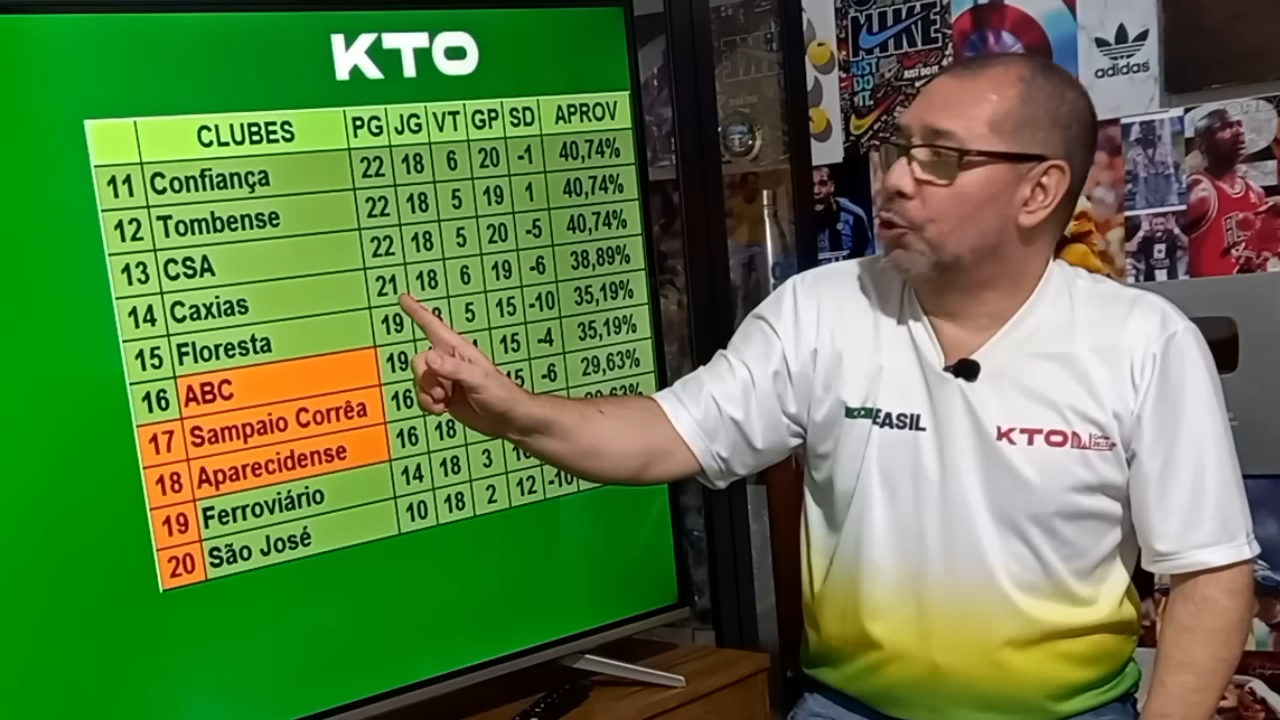 KTO
CLUBES PG JG VT GP SD APROV
11 Confiança 22 18 6 20 -1 40,74%
12 Tombense 22 18 5 19 1 40,74%
13 CSA 22 18 5 20 -5 40,74%
14 Caxias 21 18 6 19 -6 38,89%
15 Floresta 19 5 15 -10 35,19%
16 ABC 19 15 -4 35,19%
17 Sampaio Corrêa 16 15 -6 29,63%
18 Aparecidense 16 18
19 Ferroviário 14 18 3
20 São José 10 18 2 12 -10
NIKE
JUST DO IT.
JUST DO IT.
adidas
KTO